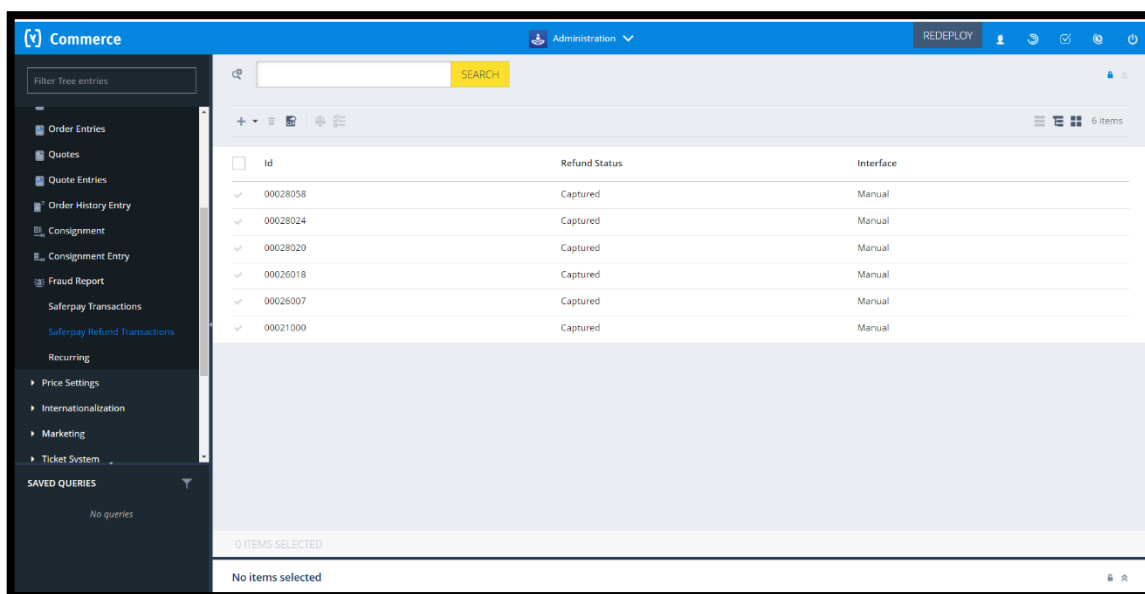 (Y) Commerce
Administration
REDEPLOY
Filter Tree entries
SEARCH
Order Entries
Quotes
Quote Entries
Order History Entry
Consignment
Consignment Entry
Fraud Report
Saferpay Transactions
Saferpay Refund Transactions
Recurring
Price Settings
Internationalization
Marketing
Ticket System
SAVED QUERIES
No queries
6 items
Id Refund Status Interface
00028058 Captured Manual
00028024 Captured Manual
00028020 Captured Manual
00026018 Captured Manual
00026007 Captured Manual
00021000 Captured Manual
0 ITEMS SELECTED
No items selected